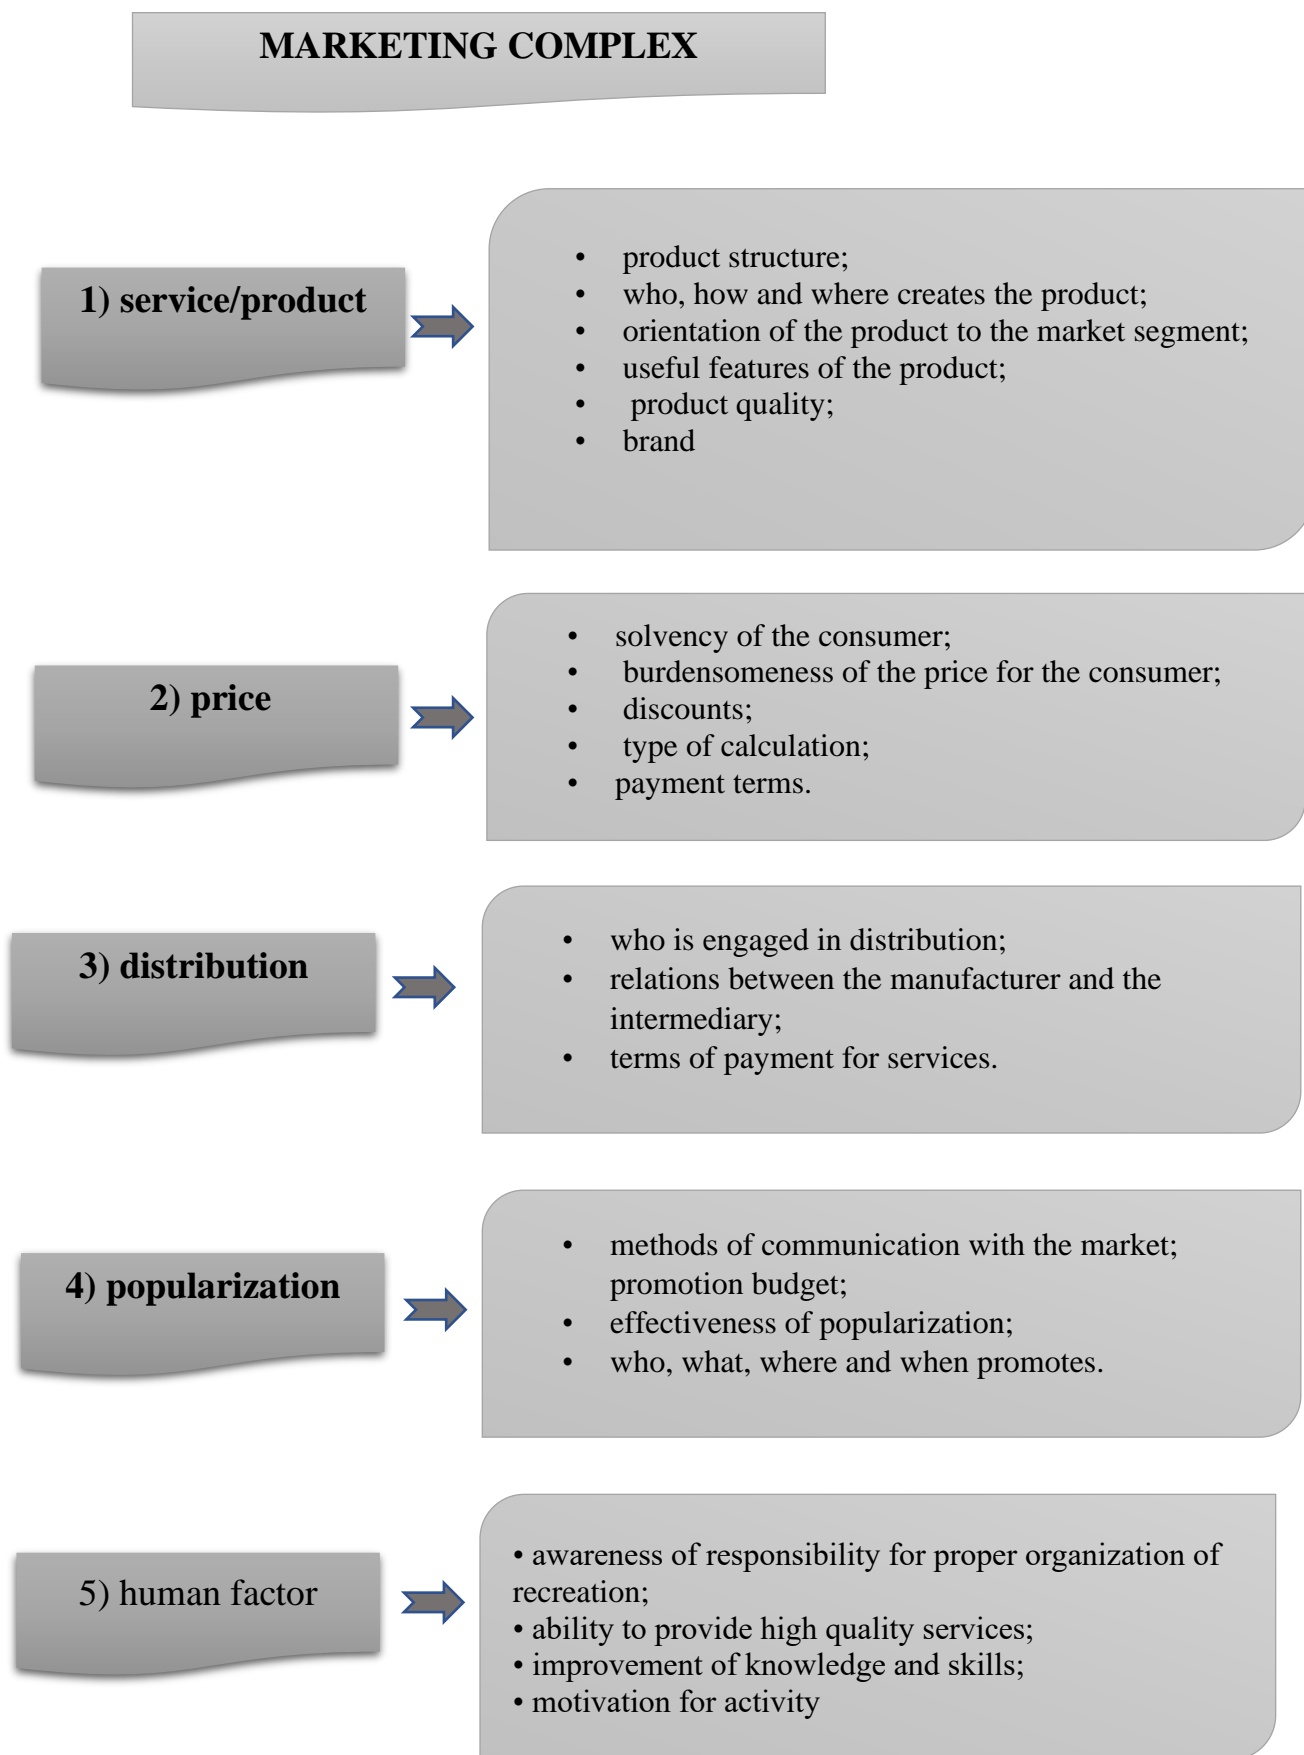 MARKETING COMPLEX
1) service/product
• product structure;
• who, how and where creates the product;
• orientation of the product to the market segment;
• useful features of the product;
• product quality;
• brand
2) price
• solvency of the consumer;
• burdensomeness of the price for the consumer;
• discounts;
• type of calculation;
• payment terms.
3) distribution
• who is engaged in distribution;
• relations between the manufacturer and the
intermediary;
• terms of payment for services.
4) popularization
• methods of communication with the market;
promotion budget;
• effectiveness of popularization;
• who, what, where and when promotes.
5) human factor
• awareness of responsibility for proper organization of
recreation;
• ability to provide high quality services;
• improvement of knowledge and skills;
• motivation for activity